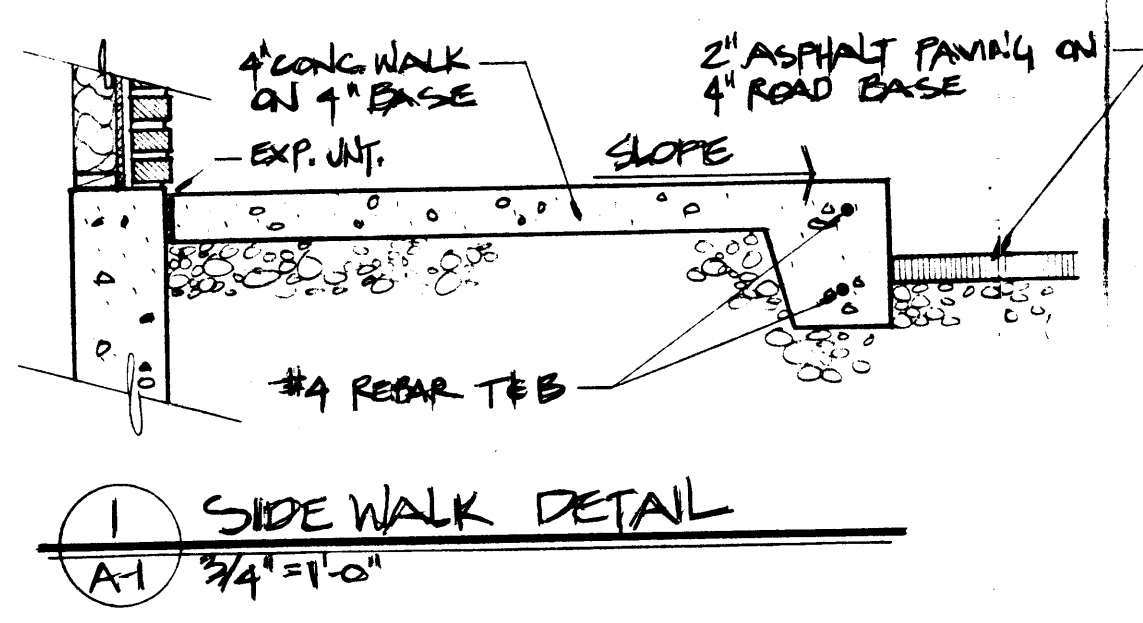 4" CONC. WALK
ON 4" BASE
2" ASPHALT PAVING ON
4" ROAD BASE
EXP. JNT.
SLOPE
#4 REBAR T & B
1
SIDE WALK DETAIL
A-1
3/4" = 1'-0"